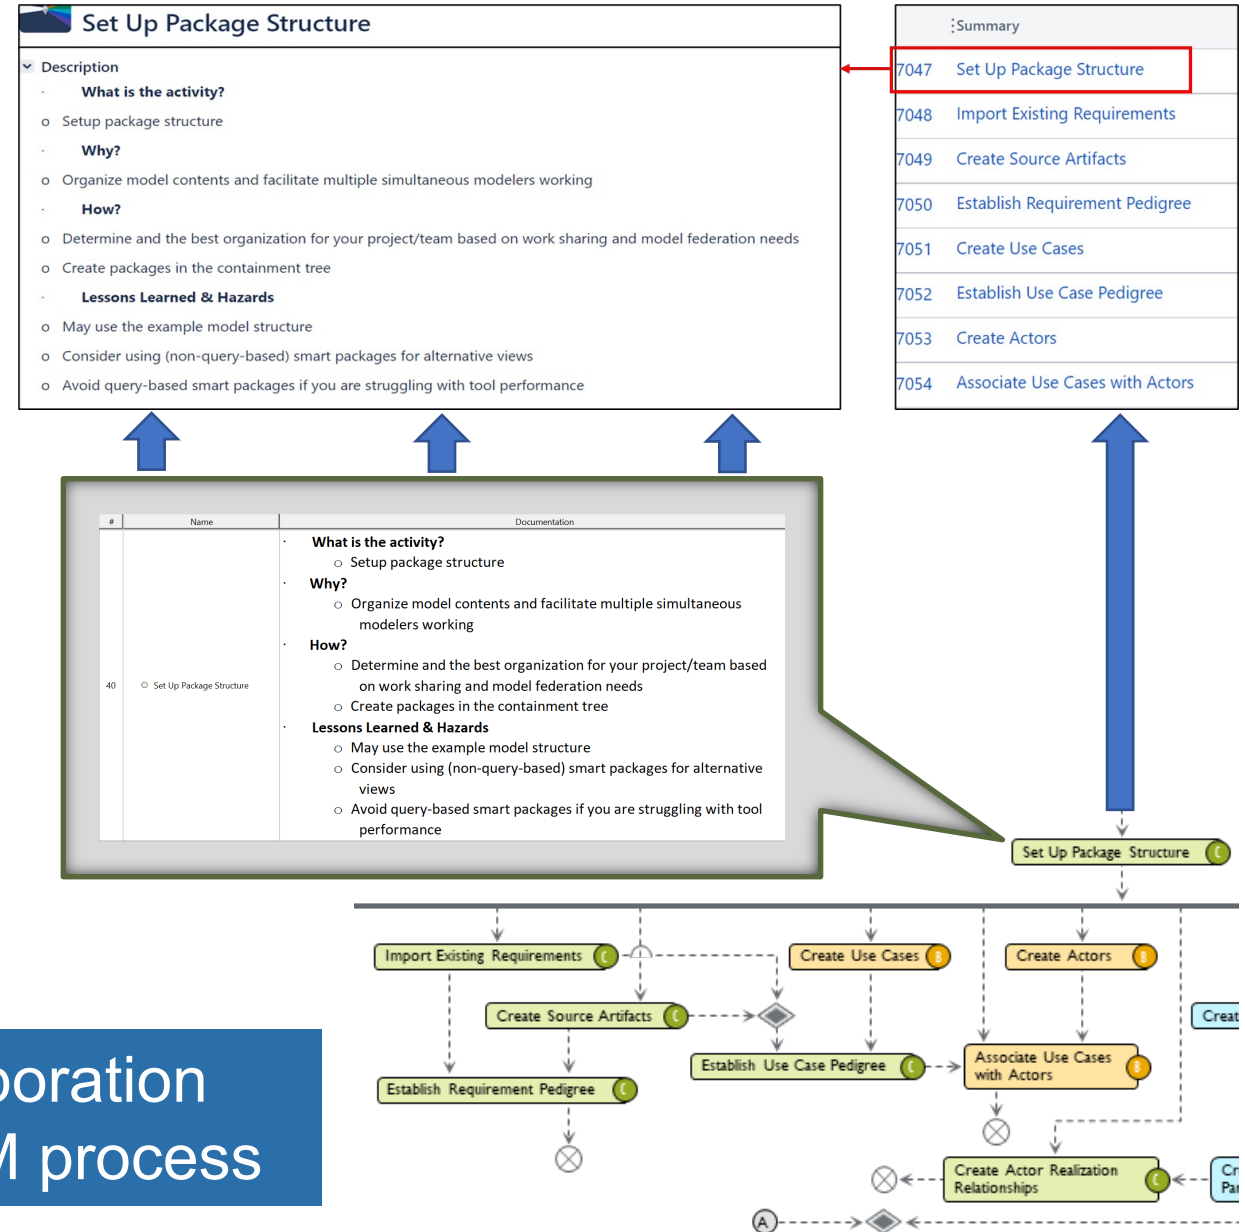 Set Up Package Structure
Description
· What is the activity?
o Setup package structure
· Why?
o Organize model contents and facilitate multiple simultaneous modelers working
· How?
o Determine and the best organization for your project/team based on work sharing and model federation needs
o Create packages in the containment tree
· Lessons Learned & Hazards
o May use the example model structure
o Consider using (non-query-based) smart packages for alternative views
o Avoid query-based smart packages if you are struggling with tool performance
Summary
7047 Set Up Package Structure
7048 Import Existing Requirements
7049 Create Source Artifacts
7050 Establish Requirement Pedigree
7051 Create Use Cases
7052 Establish Use Case Pedigree
7053 Create Actors
7054 Associate Use Cases with Actors
# Name Documentation
· What is the activity?
o Setup package structure
· Why?
o Organize model contents and facilitate multiple simultaneous
modelers working
· How?
o Determine and the best organization for your project/team based
on work sharing and model federation needs
o Create packages in the containment tree
40 Set Up Package Structure
· Lessons Learned & Hazards
o May use the example model structure
o Consider using (non-query-based) smart packages for alternative
views
o Avoid query-based smart packages if you are struggling with tool
performance
Set Up Package Structure C
Import Existing Requirements C
Create Use Cases B
Create Actors B
Create Source Artifacts C
Creat
Establish Use Case Pedigree C
Associate Use Cases
with Actors B
Establish Requirement Pedigree C
Create Actor Realization
Relationships C
Cr
Par
A
oration
M process